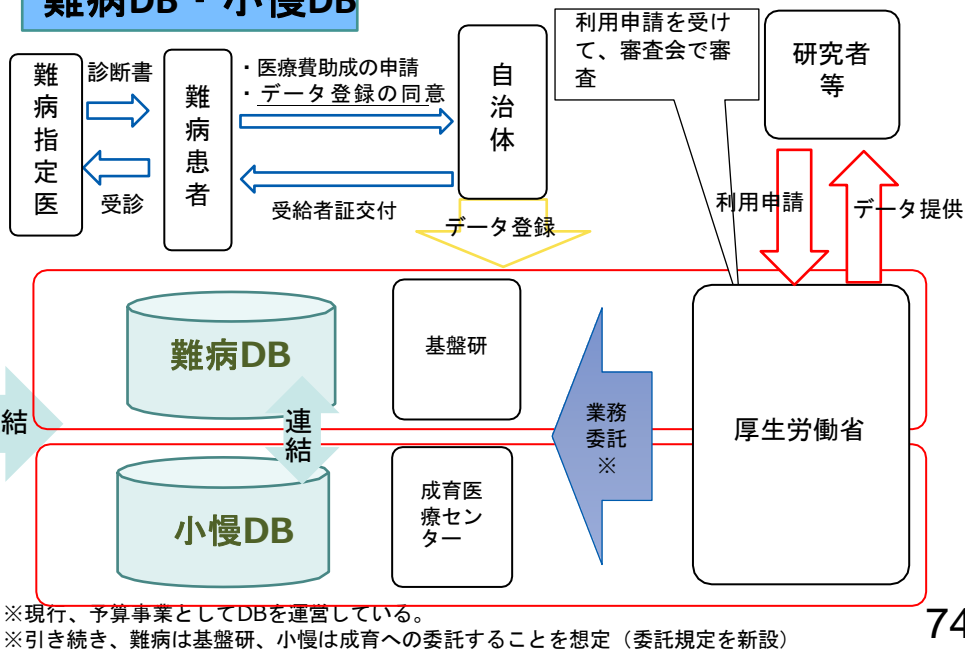 難病DB・小慢DB
難
病
指
定
医
診断書
受診
難
病
患
者
・医療費助成の申請
・データ登録の同意
受給者証交付
自
治
体
データ登録
利用申請を受け
て、審査会で審
査
研究者
等
利用申請
データ提供
難病DB
基盤研
結
連
結
業務
委託
※
厚生労働省
小慢DB
成育医
療セン
ター
※現行、予算事業としてDBを運営している。
※引き続き、難病は基盤研、小慢は成育への委託することを想定（委託規定を新設）
74